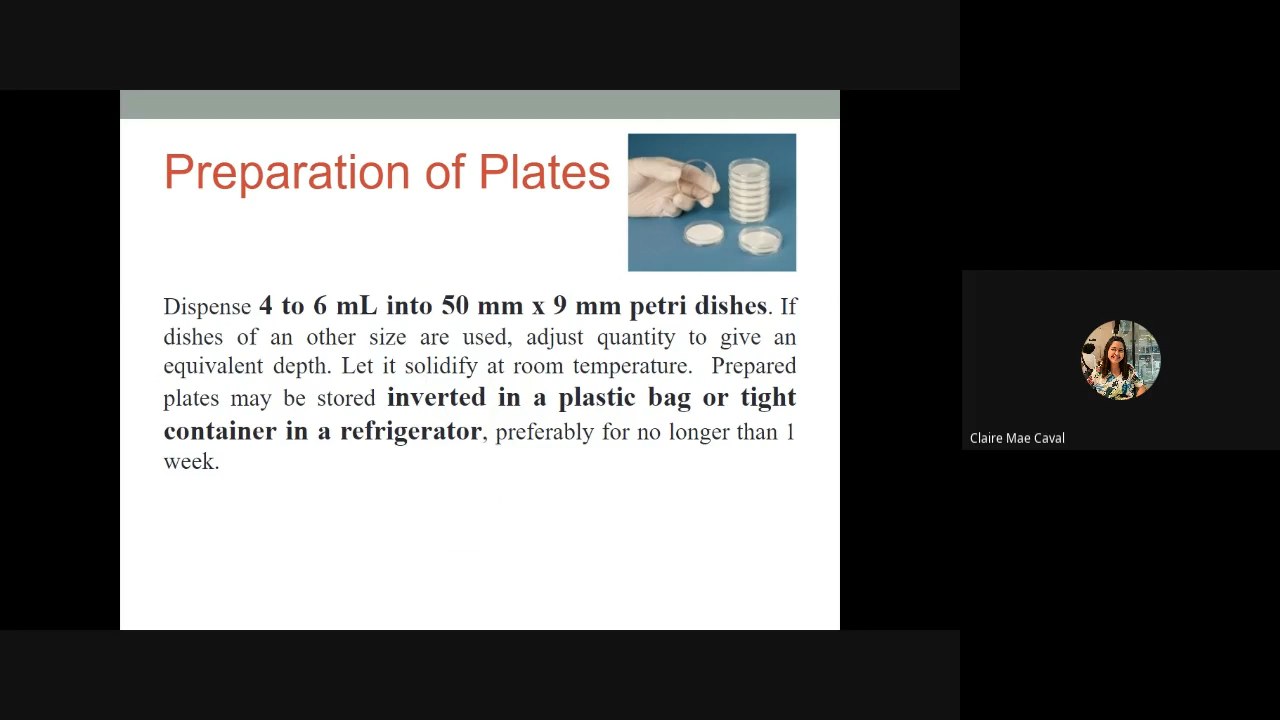 Preparation of Plates
Dispense 4 to 6 mL into 50 mm x 9 mm petri dishes. If
dishes of an other size are used, adjust quantity to give an
equivalent depth. Let it solidify at room temperature. Prepared
plates may be stored inverted in a plastic bag or tight
container in a refrigerator, preferably for no longer than 1
week.
Claire Mae Caval